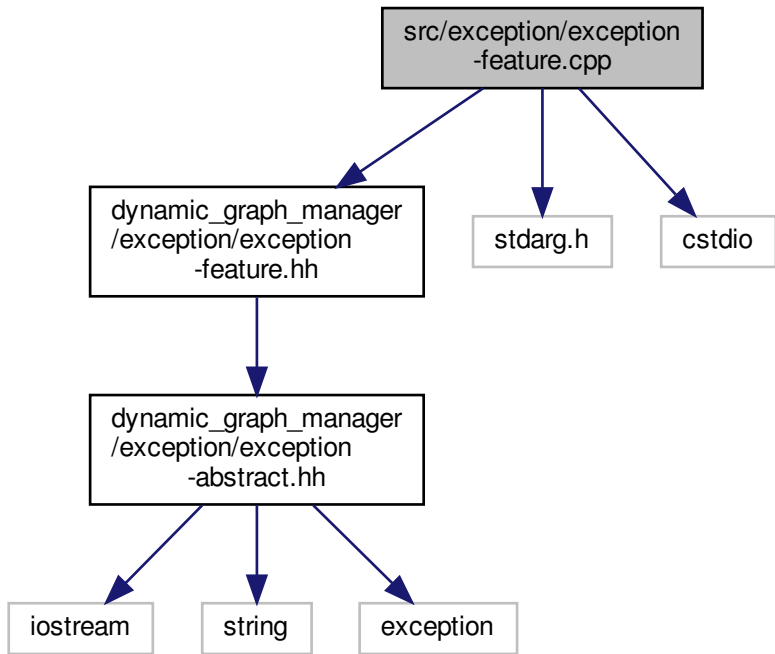 src/exception/exception
-feature.cpp
dynamic_graph_manager
/exception/exception
-feature.hh
stdarg.h
cstdio
dynamic_graph_manager
/exception/exception
-abstract.hh
iostream
string
exception